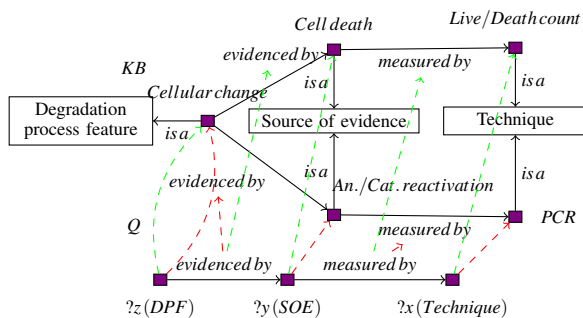 Cell death
Live/Death count
evidenced by
measured by
KB
Cellular change
is a
is a
Degradation
process feature
Source of evidence
Technique
is a
is a
is a
evidenced by
An./Cat. reactivation
Q
measured by
PCR
evidenced by
measured by
?z (DPF)
?y (SOE)
?x (Technique)